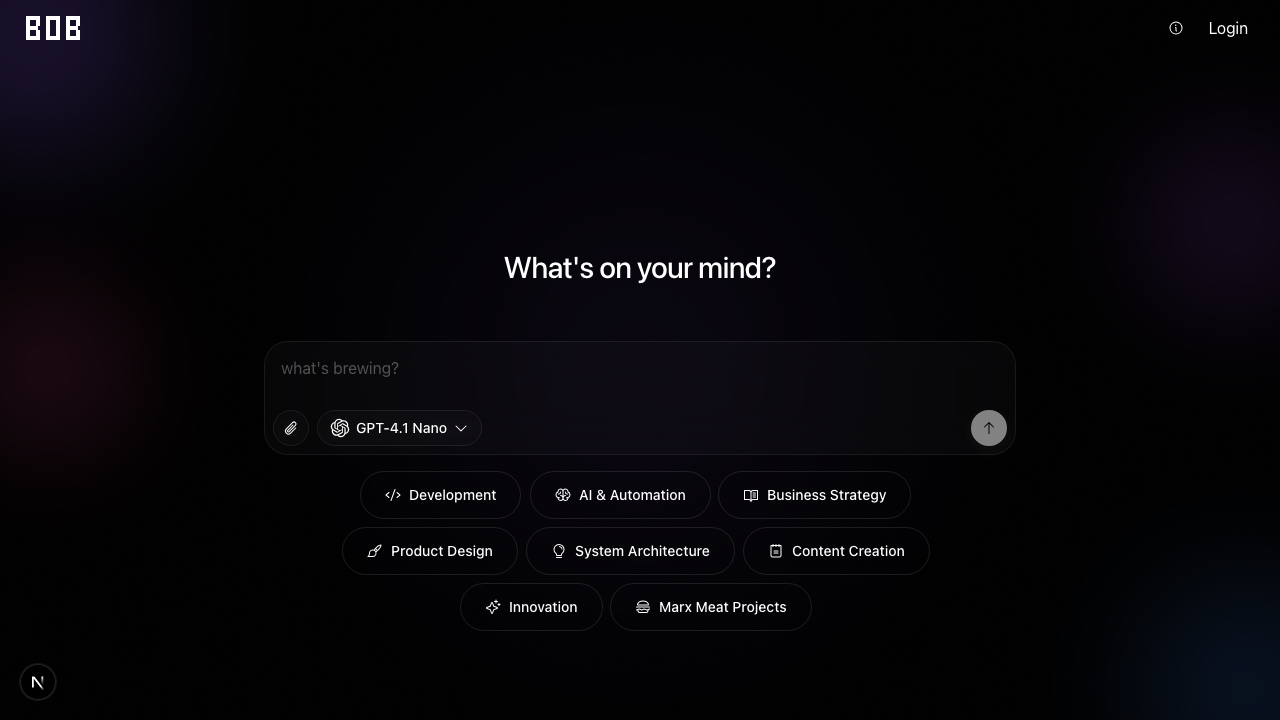 BOB
Login
What's on your mind?
what's brewing?
GPT-4.1 Nano
Development
AI & Automation
Business Strategy
Product Design
System Architecture
Content Creation
Innovation
Marx Meat Projects
N